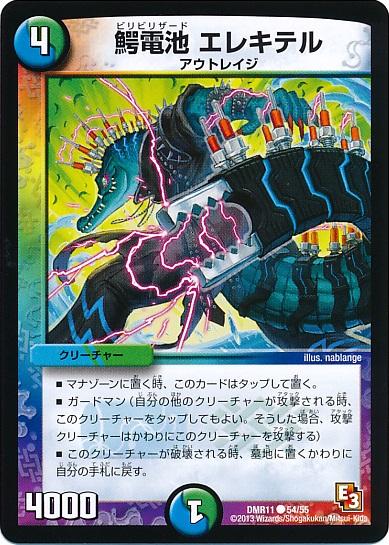 4
ビリビリザード
鰐電池 エレキテル
アウトレイジ
クリーチャー
illus. nablange
■ マナゾーンに置く時、このカードはタップして置く。
■ ガードマン(自分の他のクリーチャーが攻撃される時、
このクリーチャーをタップしてもよい。そうした場合、攻撃
クリーチャーはかわりにこのクリーチャーを攻撃する)
■ このクリーチャーが破壊される時、墓地に置くかわりに
自分の手札に戻す。
4000
1
DMR11 ● 54/55
©2013 Wizards/Shogakukan/Mitsui-Kids
E3